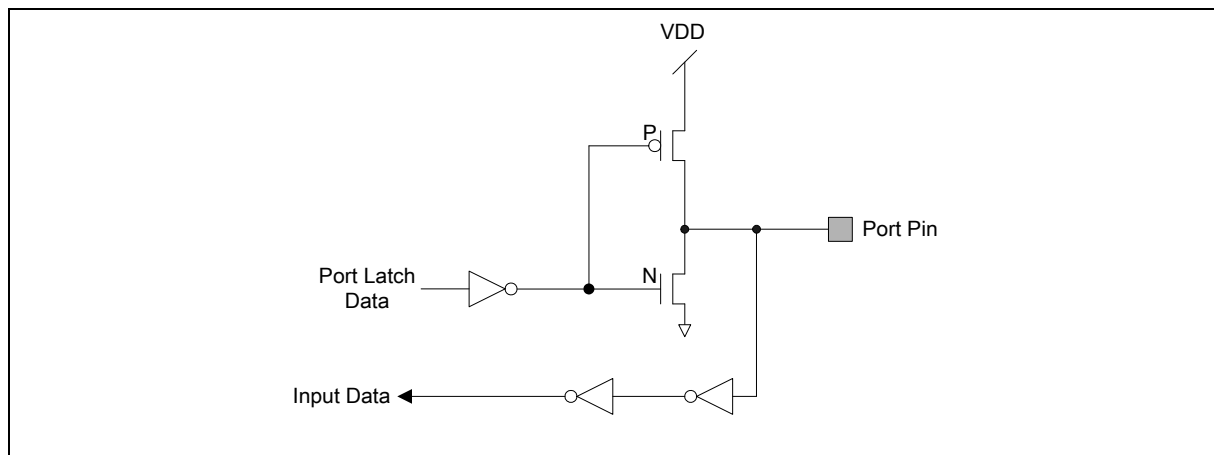 VDD
P
Port Pin
N
Port Latch
Data
Input Data